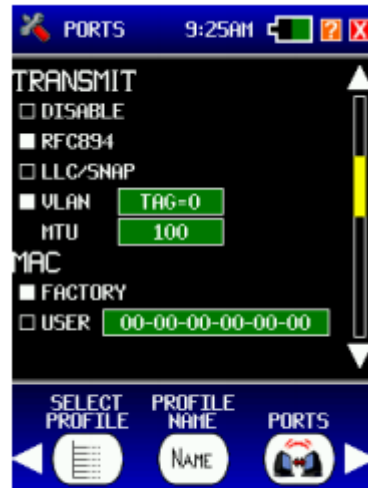 PORTS 9:25AM ? X
TRANSMIT
DISABLE
RFC894
LLC/SNAP
VLAN TAG=0
MTU 100
MAC
FACTORY
USER 00-00-00-00-00-00
SELECT PROFILE
PROFILE NAME
PORTS
NAME